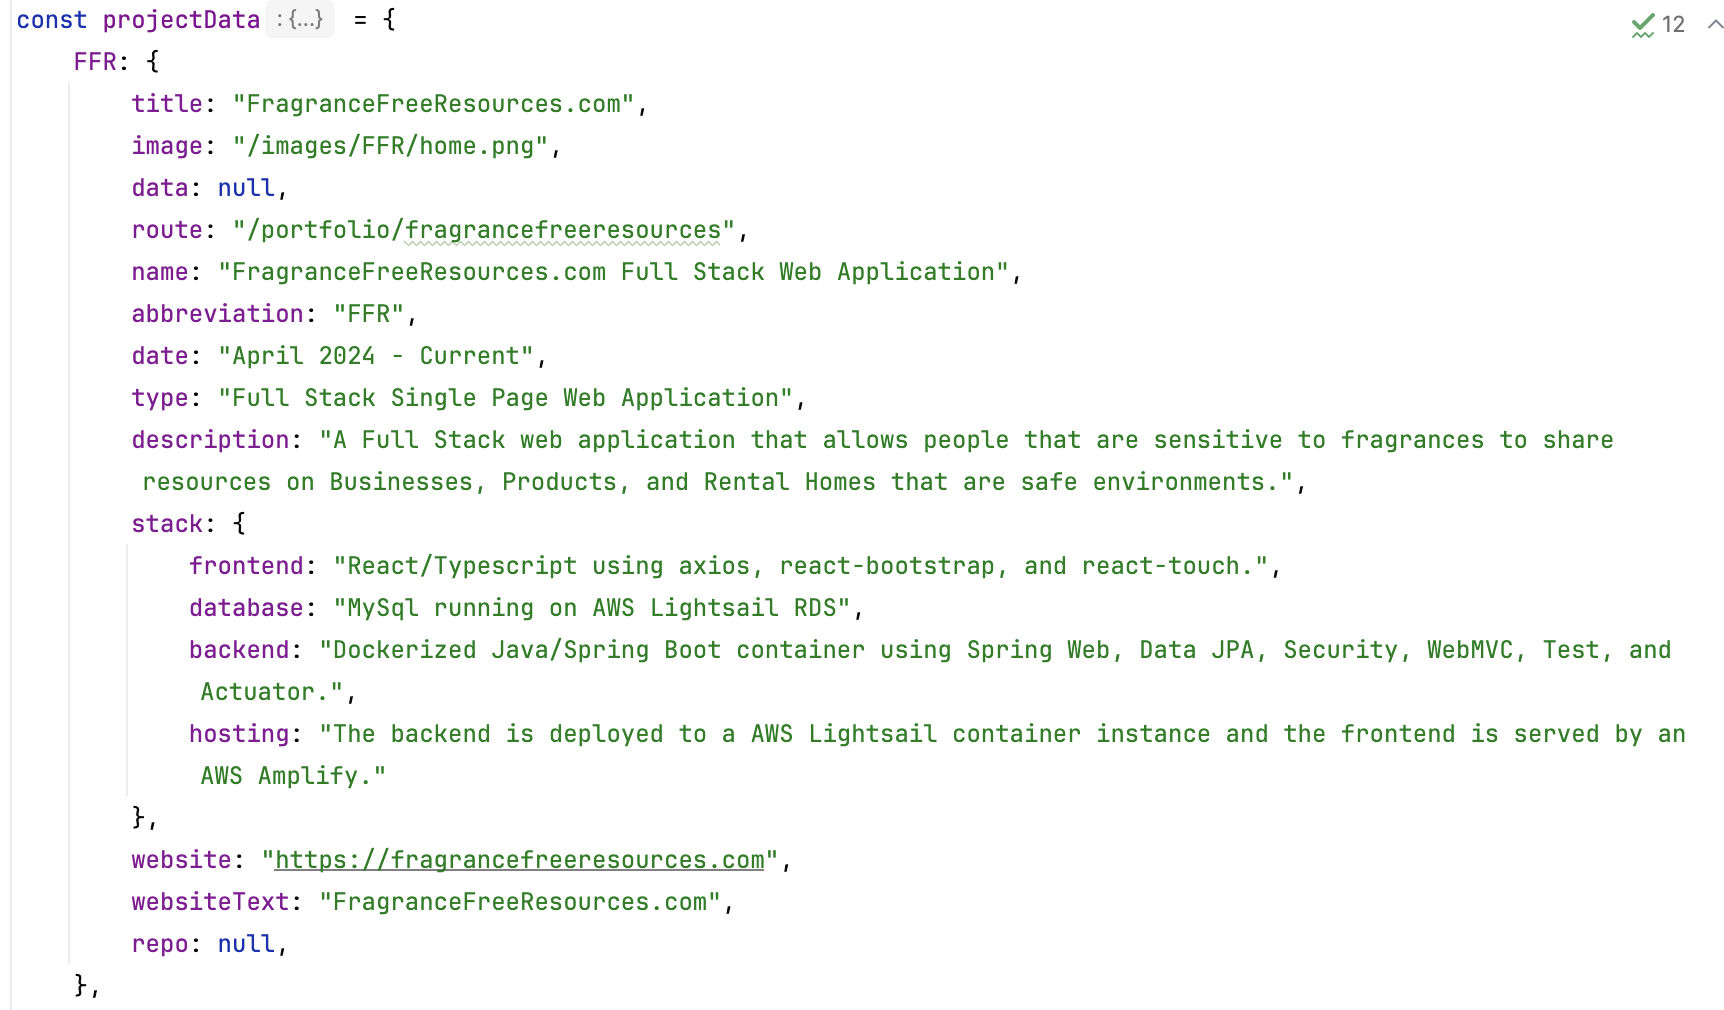 const projectData :{...} = {
    FFR: {
        title: "FragranceFreeResources.com",
        image: "/images/FFR/home.png",
        data: null,
        route: "/portfolio/fragrancefreeresources",
        name: "FragranceFreeResources.com Full Stack Web Application",
        abbreviation: "FFR",
        date: "April 2024 - Current",
        type: "Full Stack Single Page Web Application",
        description: "A Full Stack web application that allows people that are sensitive to fragrances to share
         resources on Businesses, Products, and Rental Homes that are safe environments.",
        stack: {
            frontend: "React/Typescript using axios, react-bootstrap, and react-touch.",
            database: "MySql running on AWS Lightsail RDS",
            backend: "Dockerized Java/Spring Boot container using Spring Web, Data JPA, Security, WebMVC, Test, and
             Actuator.",
            hosting: "The backend is deployed to a AWS Lightsail container instance and the frontend is served by an
             AWS Amplify."
        },
        website: "https://fragrancefreeresources.com",
        websiteText: "FragranceFreeResources.com",
        repo: null,
    },
12